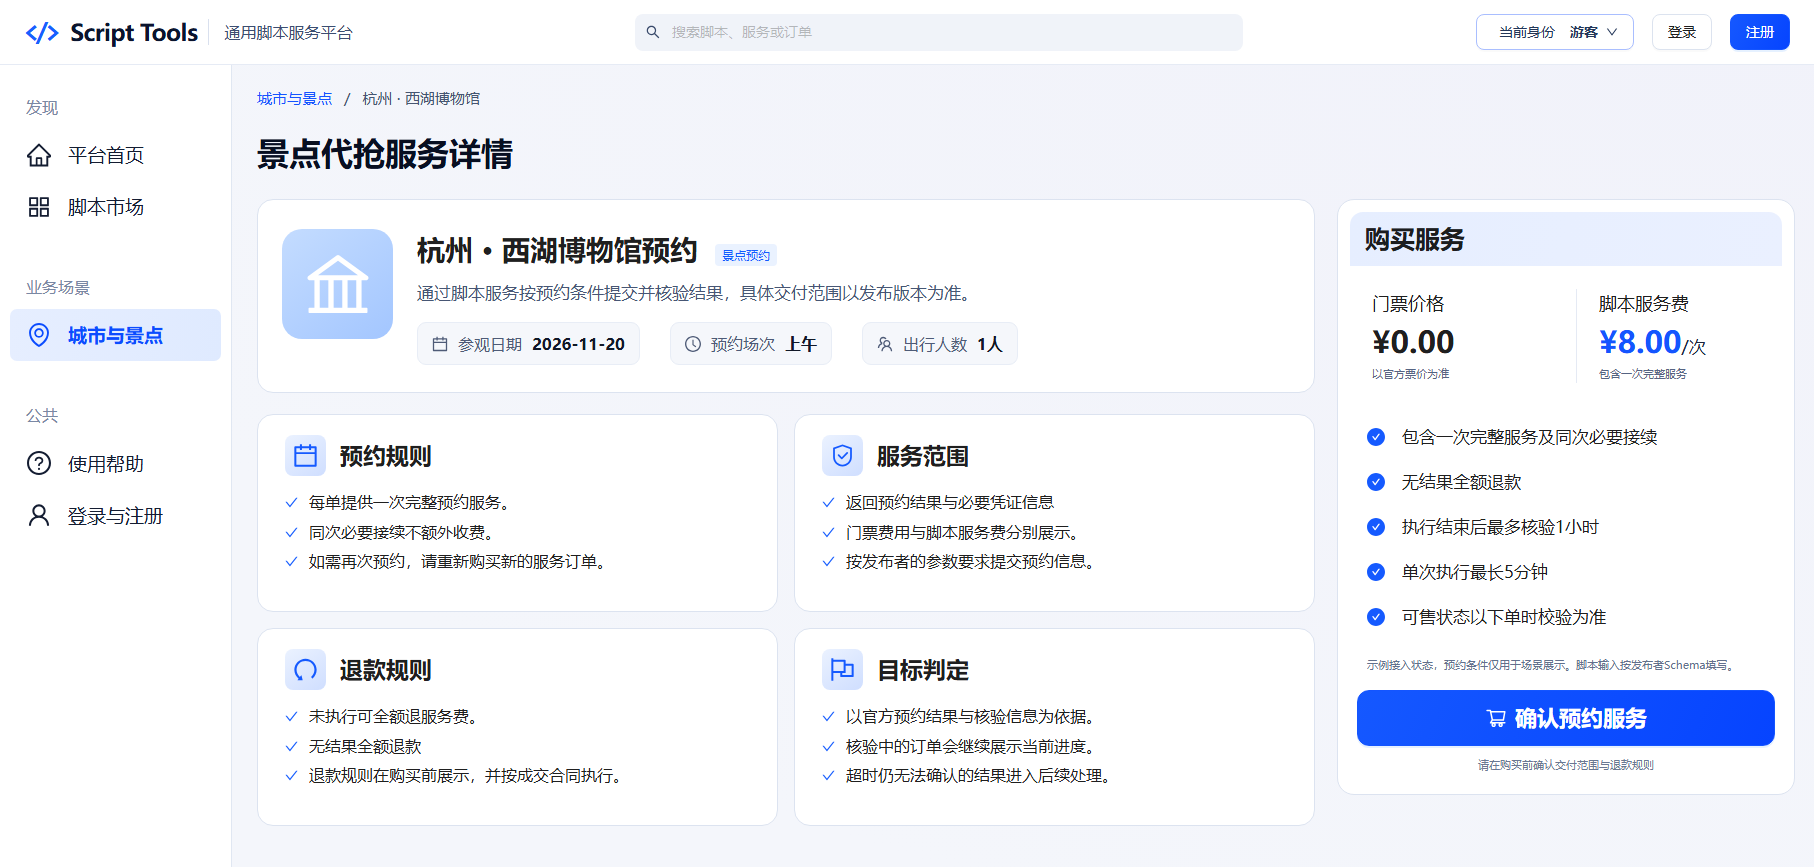 Script Tools
通用脚本服务平台
搜索脚本、服务或订单
当前身份 游客
登录
注册
发现
平台首页
脚本市场
业务场景
城市与景点
公共
使用帮助
登录与注册
城市与景点 / 杭州 · 西湖博物馆
景点代抢服务详情
杭州 · 西湖博物馆预约
景点预约
通过脚本服务按预约条件提交并核验结果，具体交付范围以发布版本为准。
参观日期 2026-11-20
预约场次 上午
出行人数 1人
预约规则
每单提供一次完整预约服务。
同次必要接续不额外收费。
如需再次预约，请重新购买新的服务订单。
服务范围
返回预约结果与必要凭证信息
门票费用与脚本服务费分别展示。
按发布者的参数要求提交预约信息。
退款规则
未执行可全额退服务费。
无结果全额退款
退款规则在购买前展示，并按成交合同执行。
目标判定
以官方预约结果与核验信息为依据。
核验中的订单会继续展示当前进度。
超时仍无法确认的结果进入后续处理。
购买服务
门票价格
¥0.00
以官方票价为准
脚本服务费
¥8.00/次
包含一次完整服务
包含一次完整服务及同次必要接续
无结果全额退款
执行结束后最多核验1小时
单次执行最长5分钟
可售状态以下单时校验为准
示例接入状态，预约条件仅用于场景展示。脚本输入按发布者Schema填写。
确认预约服务
请在购买前确认交付范围与退款规则